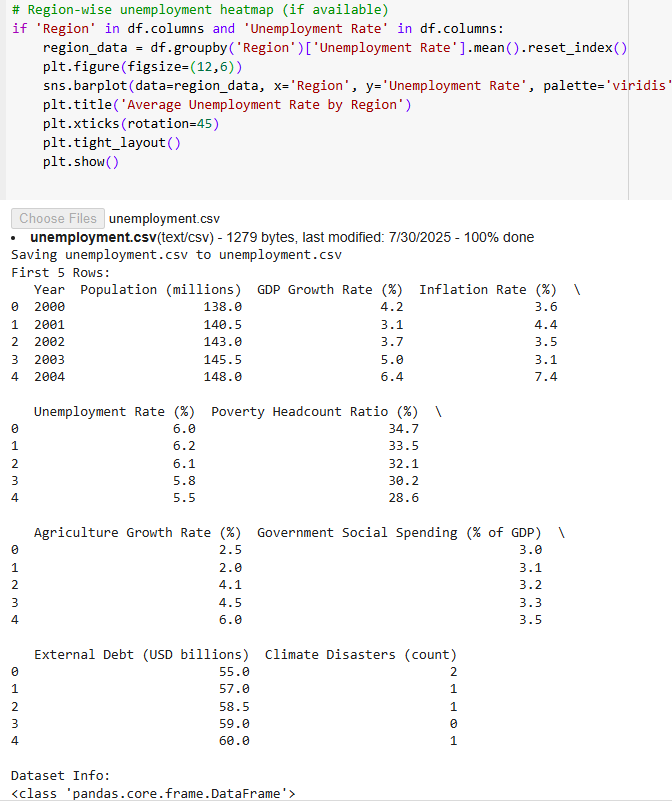 # Region-wise unemployment heatmap (if available)
if 'Region' in df.columns and 'Unemployment Rate' in df.columns:
    region_data = df.groupby('Region')['Unemployment Rate'].mean().reset_index()
    plt.figure(figsize=(12,6))
    sns.barplot(data=region_data, x='Region', y='Unemployment Rate', palette='viridis'
    plt.title('Average Unemployment Rate by Region')
    plt.xticks(rotation=45)
    plt.tight_layout()
    plt.show()
Choose Files unemployment.csv
• unemployment.csv(text/csv) - 1279 bytes, last modified: 7/30/2025 - 100% done
Saving unemployment.csv to unemployment.csv
First 5 Rows:
   Year  Population (millions)  GDP Growth Rate (%)  Inflation Rate (%)  \
0  2000                  138.0                  4.2                 3.6
1  2001                  140.5                  3.1                 4.4
2  2002                  143.0                  3.7                 3.5
3  2003                  145.5                  5.0                 3.1
4  2004                  148.0                  6.4                 7.4
   Unemployment Rate (%)  Poverty Headcount Ratio (%)  \
0                    6.0                         34.7
1                    6.2                         33.5
2                    6.1                         32.1
3                    5.8                         30.2
4                    5.5                         28.6
   Agriculture Growth Rate (%)  Government Social Spending (% of GDP)  \
0                          2.5                                    3.0
1                          2.0                                    3.1
2                          4.1                                    3.2
3                          4.5                                    3.3
4                          6.0                                    3.5
   External Debt (USD billions)  Climate Disasters (count)
0                          55.0                          2
1                          57.0                          1
2                          58.5                          1
3                          59.0                          0
4                          60.0                          1
Dataset Info:
<class 'pandas.core.frame.DataFrame'>